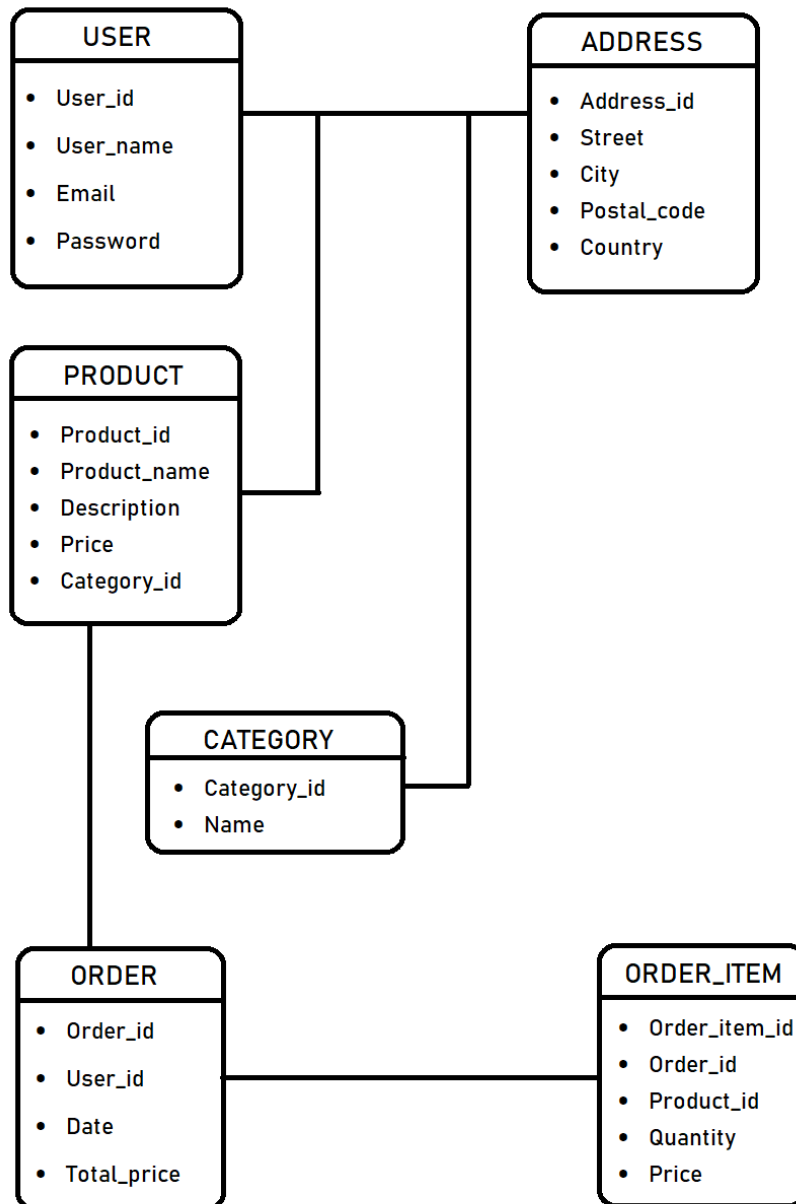 USER
• User_id
• User_name
• Email
• Password
ADDRESS
• Address_id
• Street
• City
• Postal_code
• Country
PRODUCT
• Product_id
• Product_name
• Description
• Price
• Category_id
CATEGORY
• Category_id
• Name
ORDER
• Order_id
• User_id
• Date
• Total_price
ORDER_ITEM
• Order_item_id
• Order_id
• Product_id
• Quantity
• Price